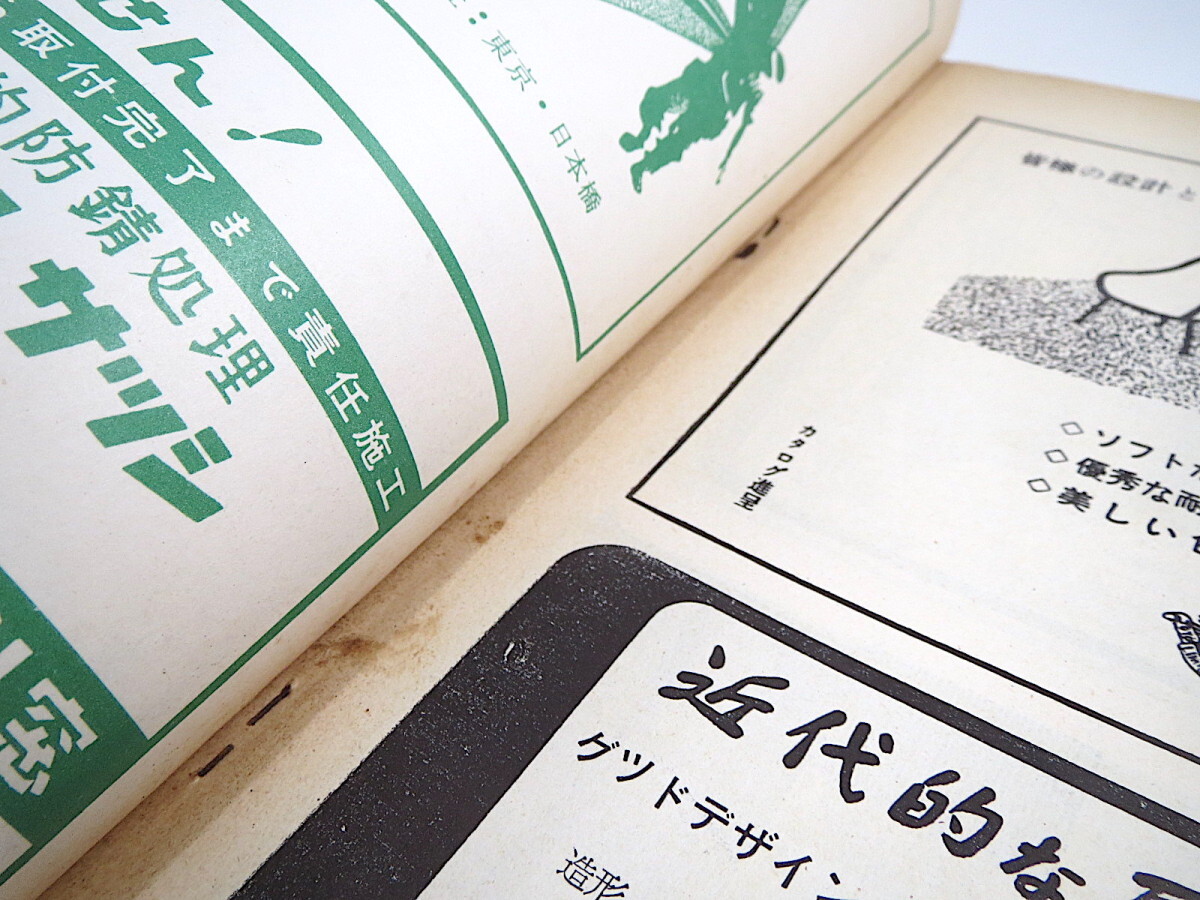 せん!
取付完了まで責任施工
的防錆処理
サッシ
窓
:東京・日本橋
皆様の設計と
カタログ進呈
◇ソフトな
◇優秀な耐
◇美しい
近代的な
グッドデザイン
造形